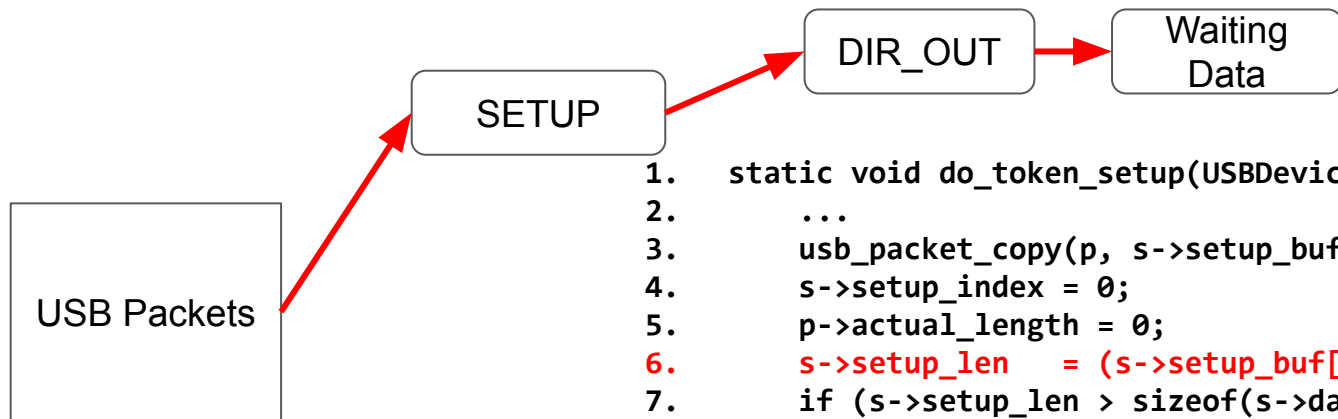 DIR_OUT
Waiting
Data
SETUP
USB Packets
1. static void do_token_setup(USBDevic
2. ...
3. usb_packet_copy(p, s->setup_buf
4. s->setup_index = 0;
5. p->actual_length = 0;
6. s->setup_len = (s->setup_buf[
7. if (s->setup_len > sizeof(s->da